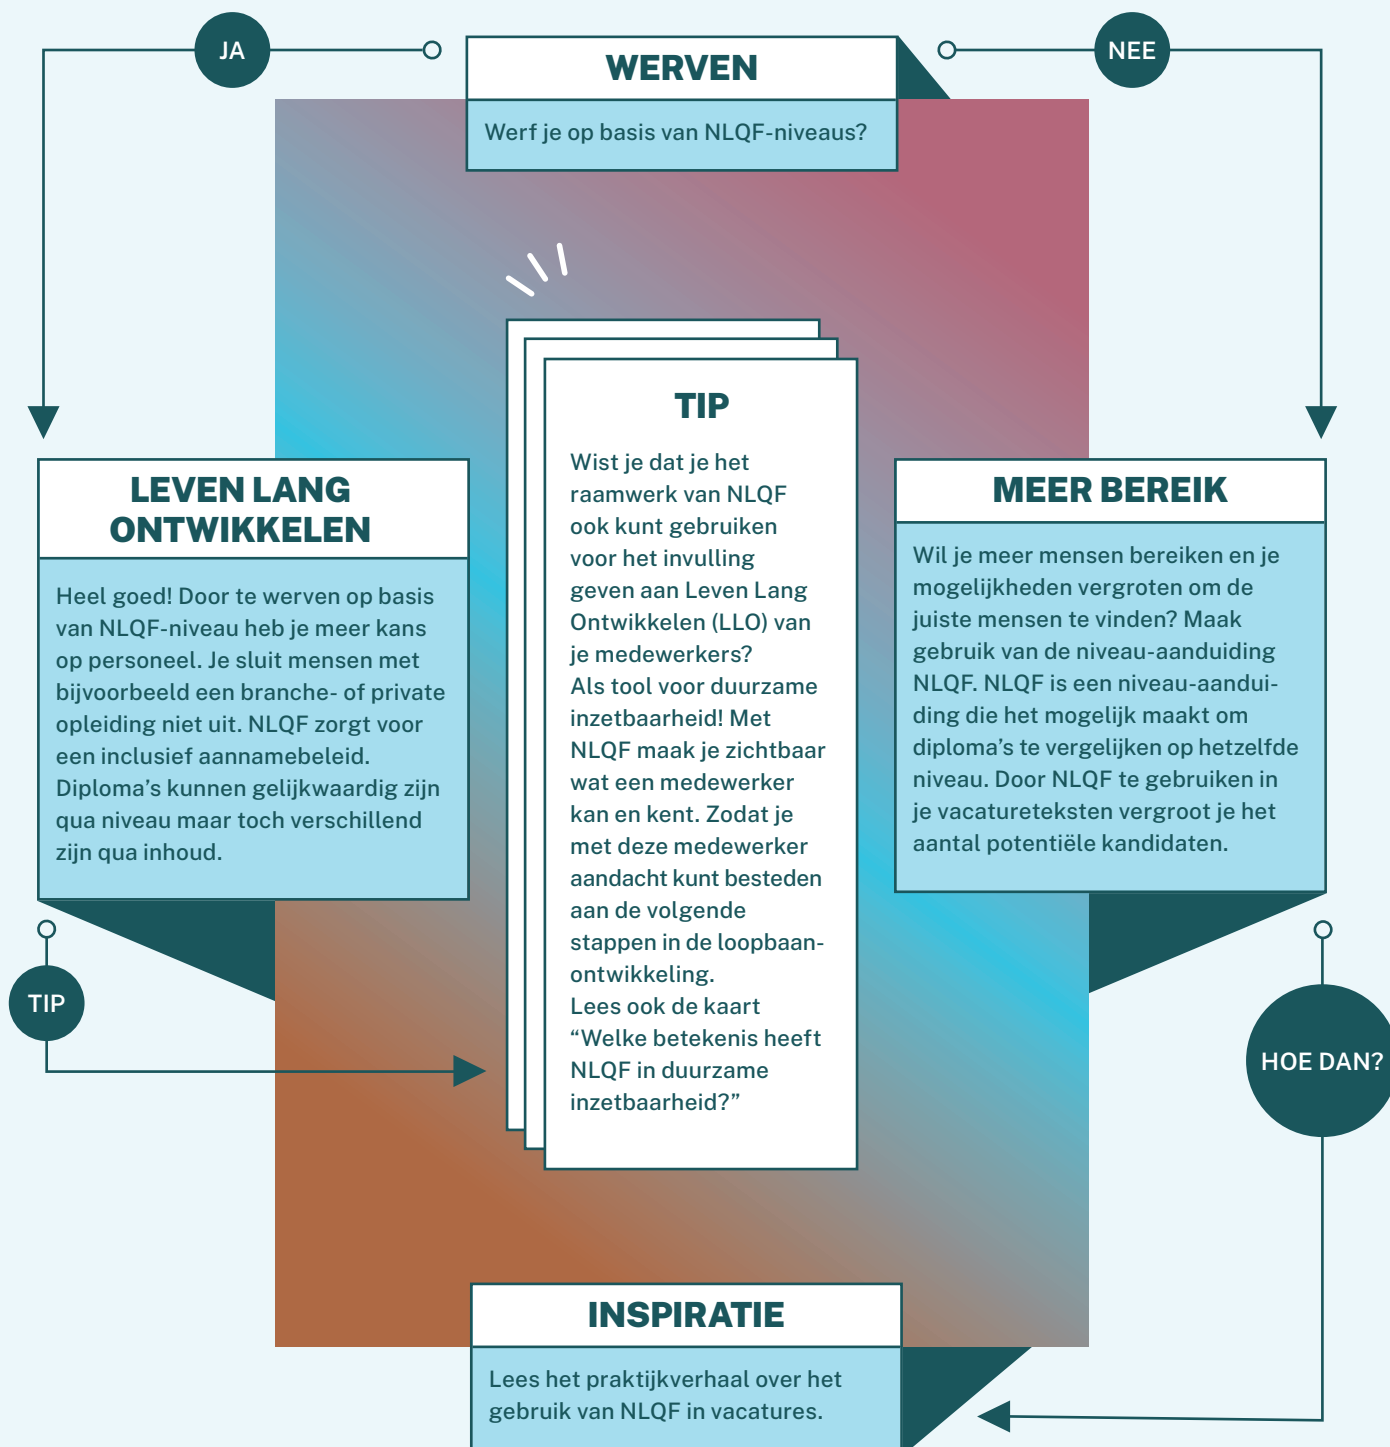 JA
NEE
WERVEN
Werf je op basis van NLQF-niveaus?
LEVEN LANG
ONTWIKKELEN
Heel goed! Door te werven op basis
van NLQF-niveau heb je meer kans
op personeel. Je sluit mensen met
bijvoorbeeld een branche- of private
opleiding niet uit. NLQF zorgt voor
een inclusief aannamebeleid.
Diploma’s kunnen gelijkwaardig zijn
qua niveau maar toch verschillend
zijn qua inhoud.
TIP
TIP
Wist je dat je het
raamwerk van NLQF
ook kunt gebruiken
voor het invulling
geven aan Leven Lang
Ontwikkelen (LLO) van
je medewerkers?
Als tool voor duurzame
inzetbaarheid! Met
NLQF maak je zichtbaar
wat een medewerker
kan en kent. Zodat je
met deze medewerker
aandacht kunt besteden
aan de volgende
stappen in de loopbaan-
ontwikkeling.
Lees ook de kaart
“Welke betekenis heeft
NLQF in duurzame
inzetbaarheid?”
MEER BEREIK
Wil je meer mensen bereiken en je
mogelijkheden vergroten om de
juiste mensen te vinden? Maak
gebruik van de niveau-aanduiding
NLQF. NLQF is een niveau-aandui-
ding die het mogelijk maakt om
diploma’s te vergelijken op hetzelfde
niveau. Door NLQF te gebruiken in
je vacatureteksten vergroot je het
aantal potentiële kandidaten.
HOE DAN?
INSPIRATIE
Lees het praktijkverhaal over het
gebruik van NLQF in vacatures.